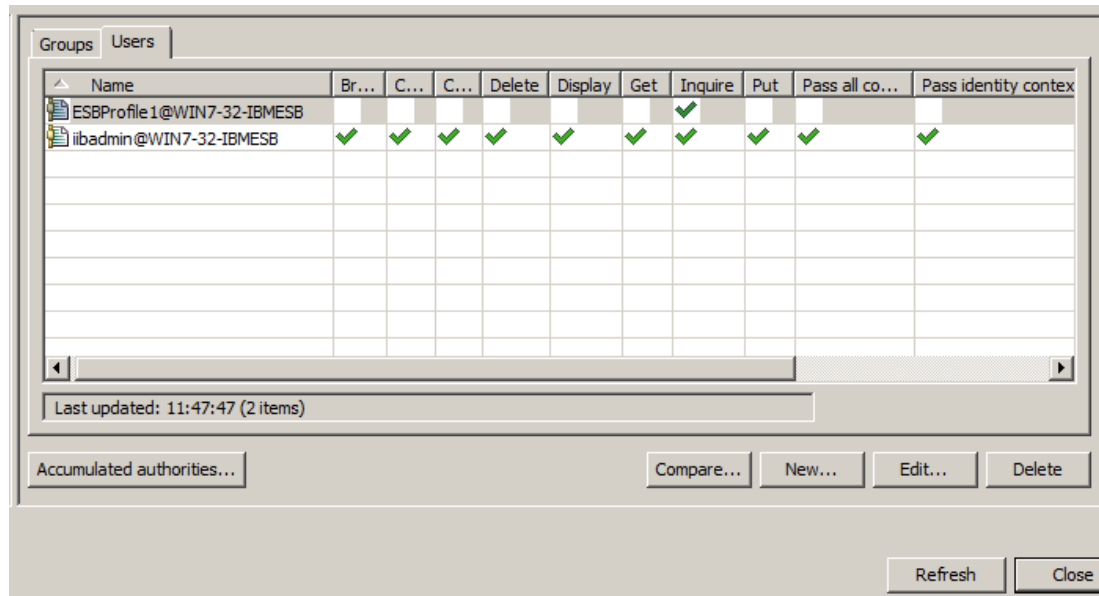 Groups Users
Name Br... C... C... Delete Display Get Inquire Put Pass all co... Pass identity contex
ESBProfile1@WIN7-32-IBMESB
iibadmin@WIN7-32-IBMESB
Last updated: 11:47:47 (2 items)
Accumulated authorities... Compare... New... Edit... Delete
Refresh Close